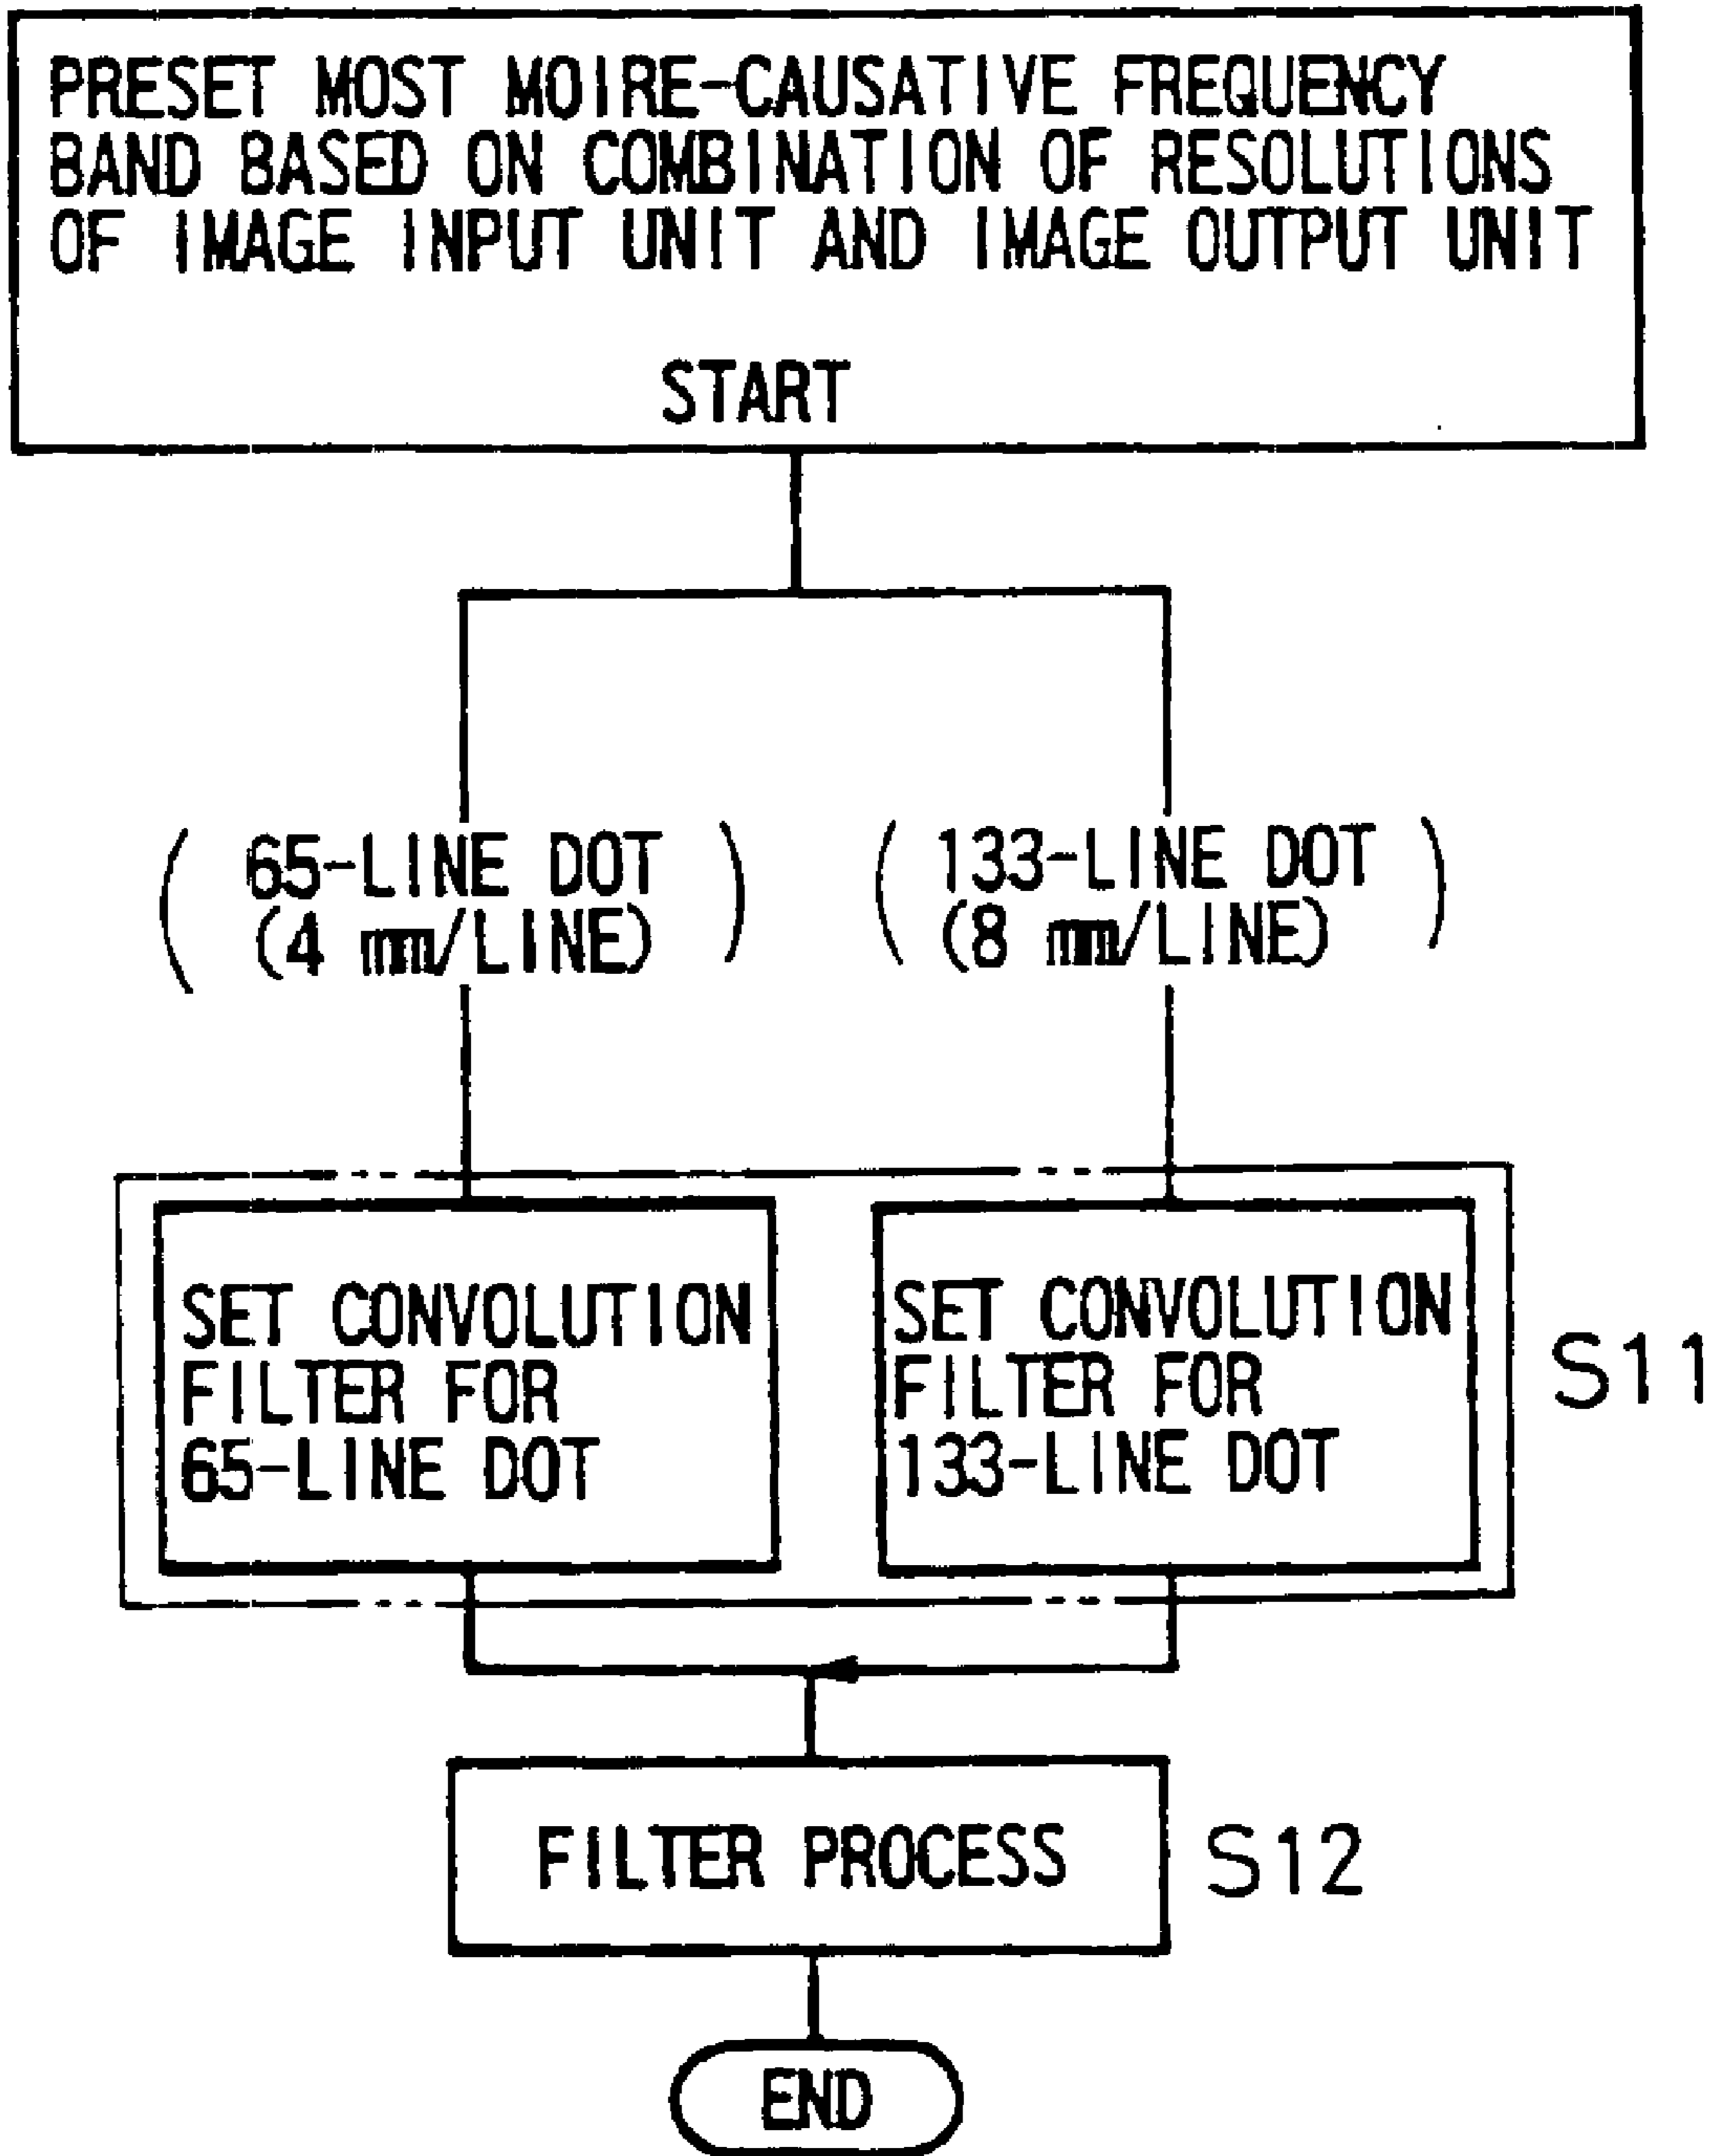 PRESET MOST MOIRE-CAUSATIVE FREQUENCY
BAND BASED ON COMBINATION OF RESOLUTIONS
OF IMAGE INPUT UNIT AND IMAGE OUTPUT UNIT
START
65-LINE DOT
(4 mm/LINE)
133-LINE DOT
(8 mm/LINE)
SET CONVOLUTION
FILTER FOR
65-LINE DOT
SET CONVOLUTION
FILTER FOR
133-LINE DOT
S11
FILTER PROCESS
S12
END